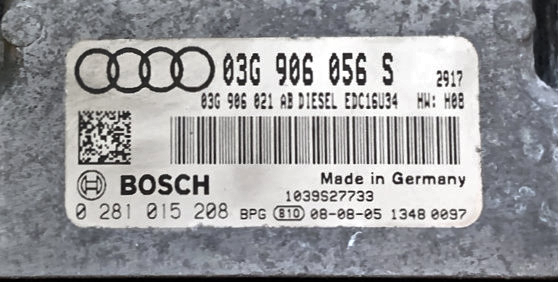 03G 906 056 S 2917
03G 906 021 AB DIESEL EDC16U34 HW: H08
BOSCH Made in Germany
1039S27733
0 281 015 208 BPG 810 08-08-05 1348 0097